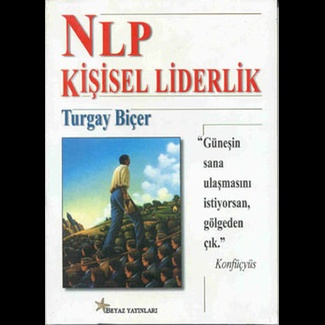 NLP
KİŞİSEL LİDERLİK
Turgay Biçer
“Güneşin
sana
ulaşmasını
istiyorsan,
gölgeden
çık.”
Konfüçyüs
BEYAZ YAYINLARI